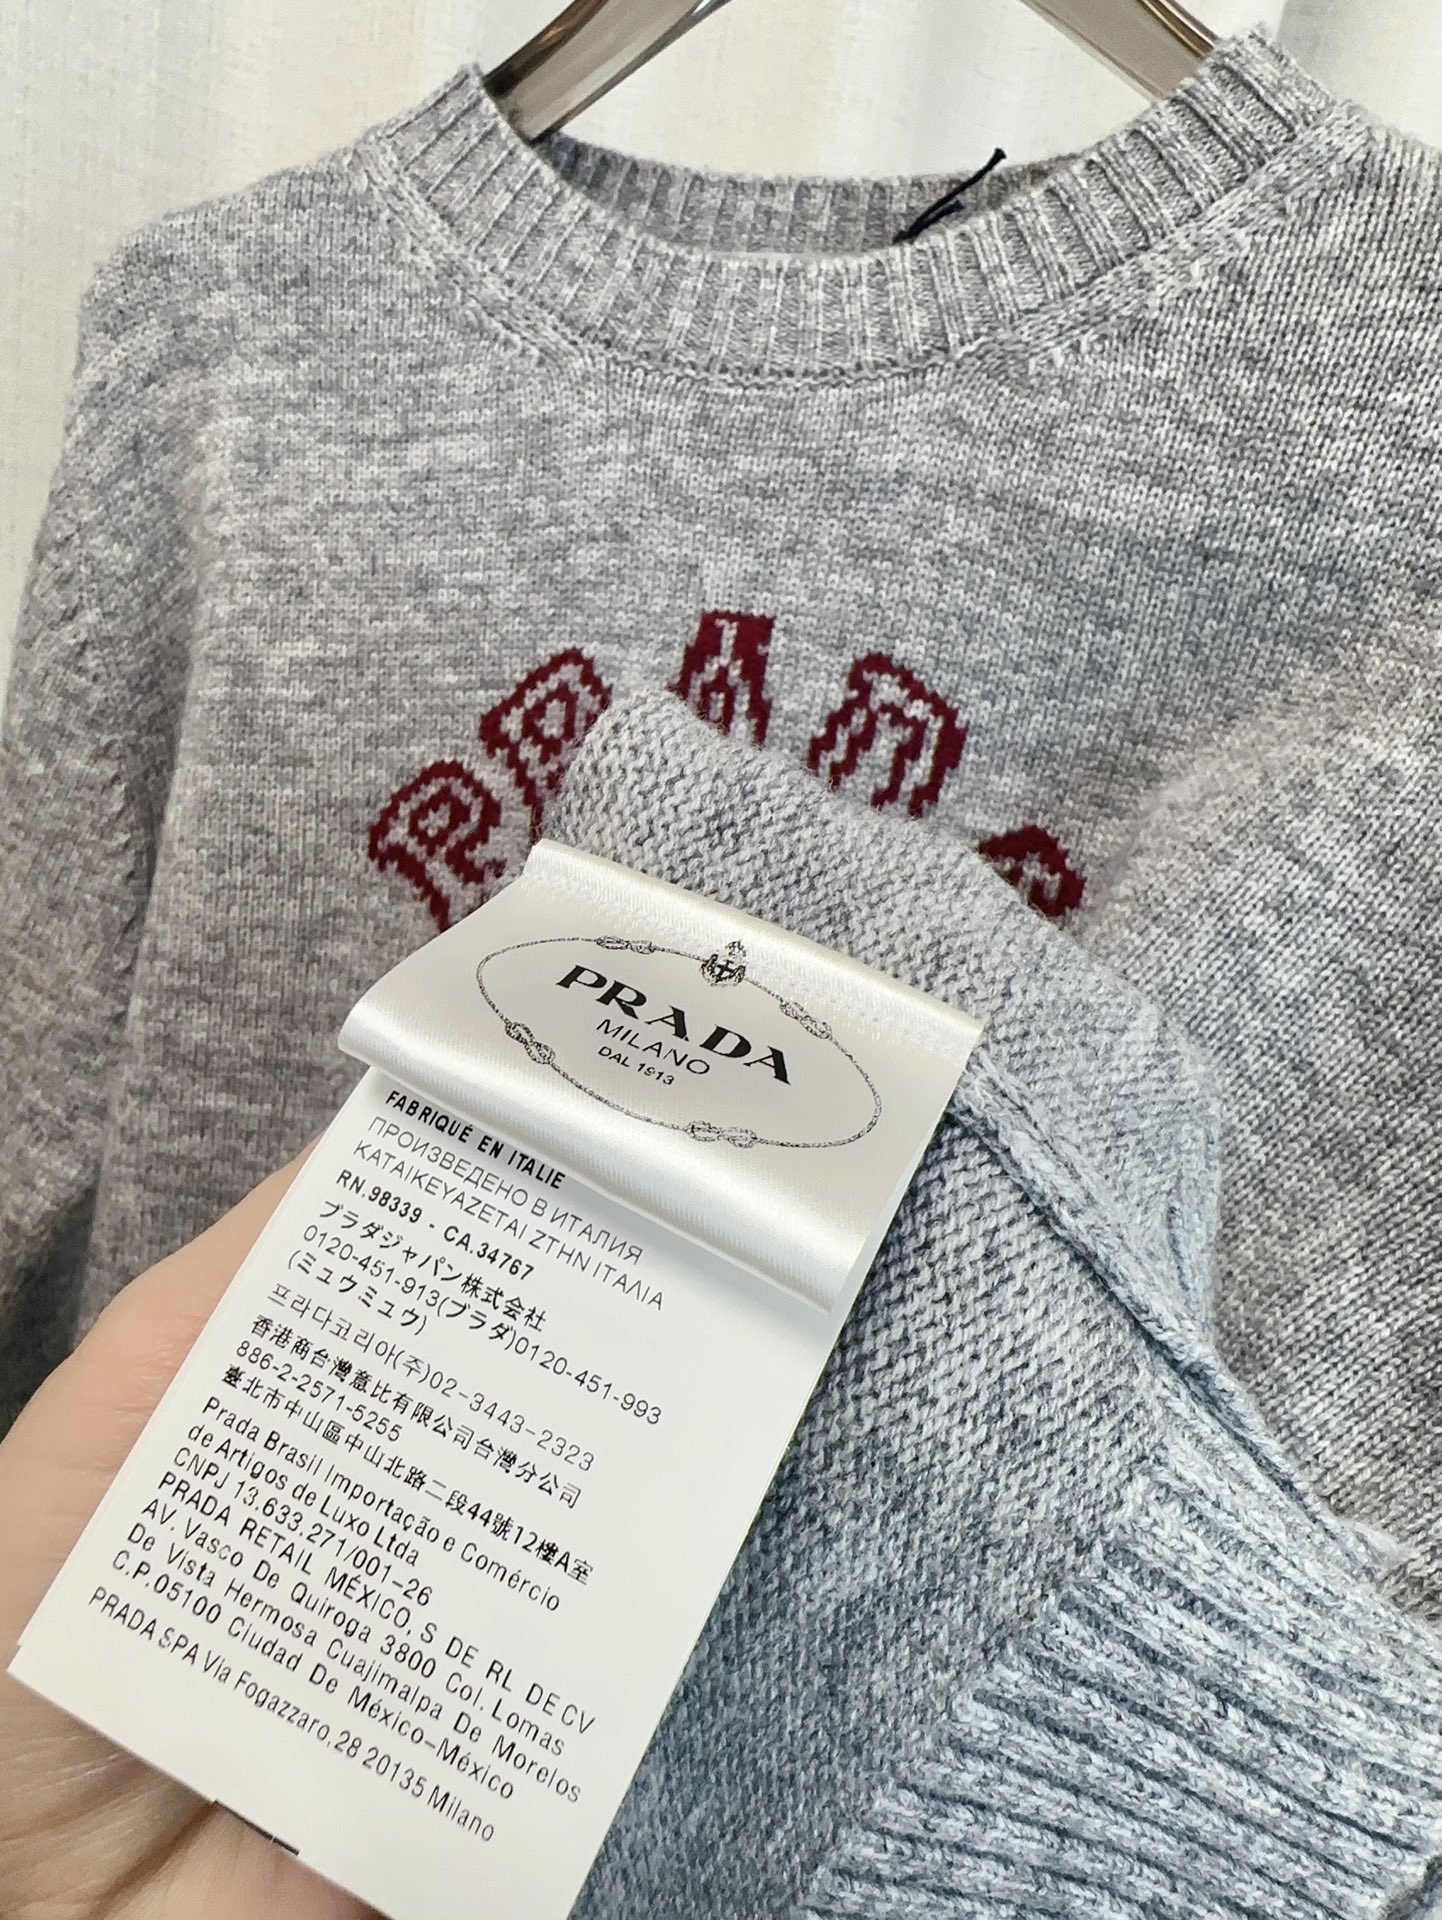 PRADA
PRADA
MILANO
DAL 1913
FABRIQUÉ EN ITALIE
ПРОИЗВЕДЕНО В ИТАЛИЯ
ΚΑΤΑΙΚΕΥΑΖΕΤΑΙ ΖΤΗΝ ΙΤΑΛΙΑ
RN.98339 - CA.34767
プラダジャパン株式会社
0120-451-913(プラダ)0120-451-993
(ミュウミュウ)
프라다코리아(주)02-3443-2323
香港商台灣意比有限公司台灣分公司
886-2-2571-5255
臺北市中山區中山北路二段44號12樓A室
Prada Brasil Importação e Comércio
de Artigos de Luxo Ltda
CNPJ 13.633.271/001-26
PRADA RETAIL MÉXICO, S DE RL DE CV
AV. Vasco De Quiroga 3800 Col. Lomas
De Vista Hermosa Cuajimalpa De Morelos
C.P.05100 Ciudad De México-México
PRADA SPA Via Fogazzaro,28 20135 Milano